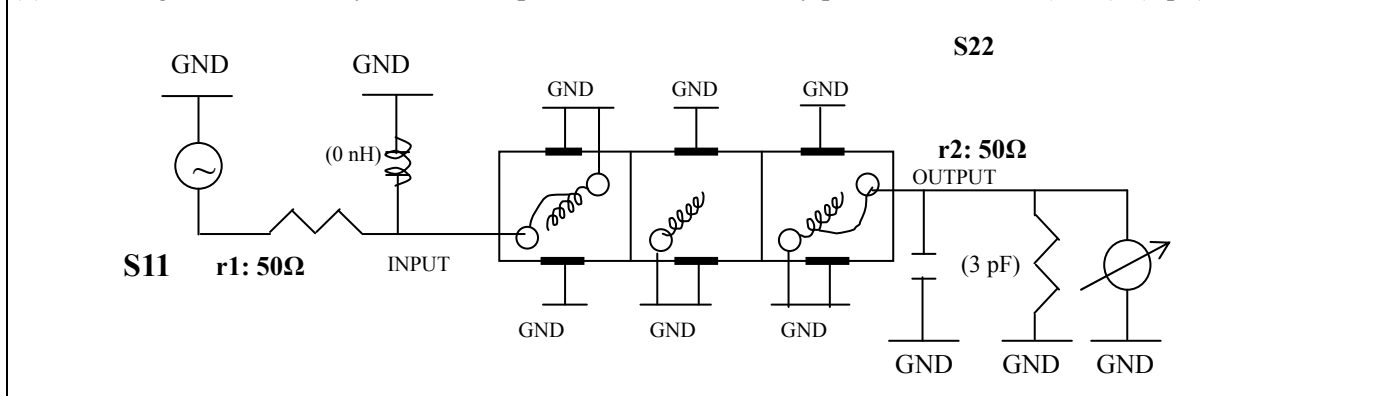 S22
GND GND
GND GND GND
(0 nH)
r2: 50Ω
OUTPUT
S11 r1: 50Ω INPUT
(3 pF)
GND GND GND
GND GND GND